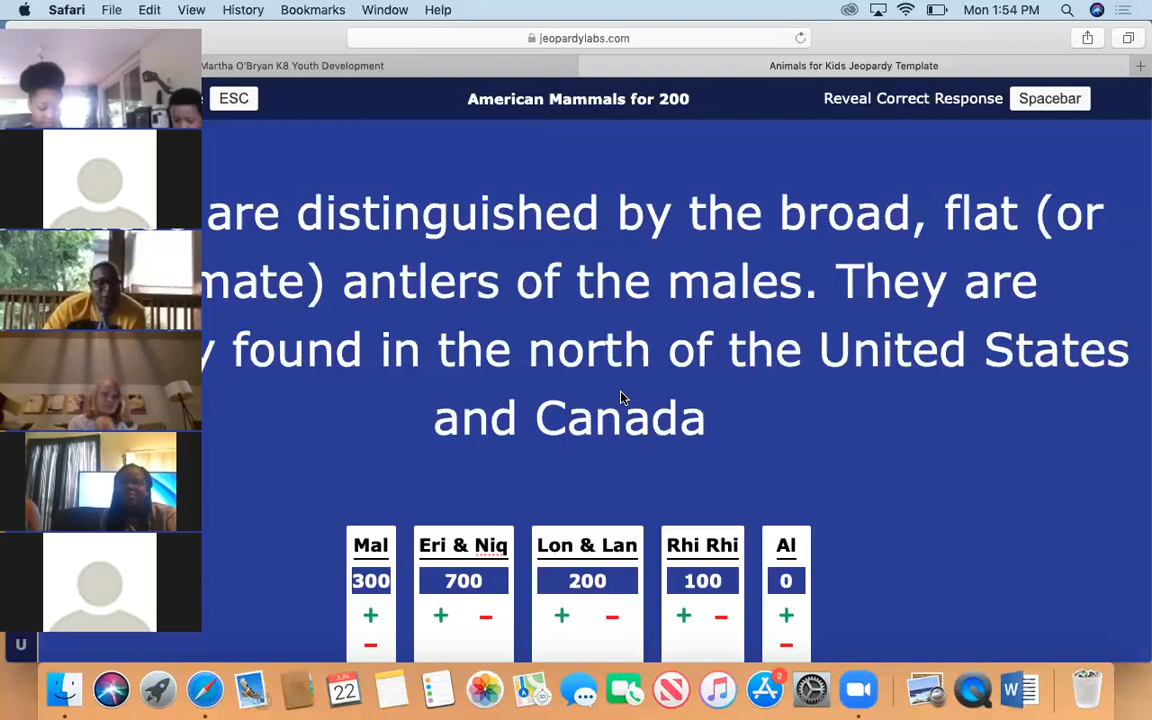 Safari File Edit View History Bookmarks Window Help Mon 1:54 PM
jeopardylabs.com
Martha O'Bryan K8 Youth Development Animals for Kids Jeopardy Template
ESC American Mammals for 200 Reveal Correct Response Spacebar
are distinguished by the broad, flat (or
mate) antlers of the males. They are
y found in the north of the United States
and Canada
Mal Eri & Niq Lon & Lan Rhi Rhi Al
300 700 200 100 0
+ + − + − + − +
−
U
JUN
22
2
W